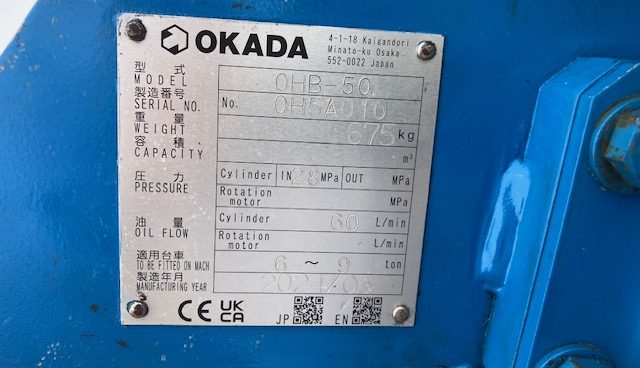 OKADA
4-1-18 Kaigandori
Minato-ku Osaka
552-0022 Japan
型式
MODEL
OHB-50
製造番号
SERIAL NO.
No. OH5A010
重量
WEIGHT
675 kg
容積
CAPACITY
m³
圧力
PRESSURE
Cylinder IN 28 MPa OUT MPa
Rotation motor MPa
油量
OIL FLOW
Cylinder 60 L/min
Rotation motor L/min
適用台車
TO BE FITTED ON MACH
6 ~ 9 ton
製造年月
MANUFACTURING YEAR
CE UK CA
JP EN